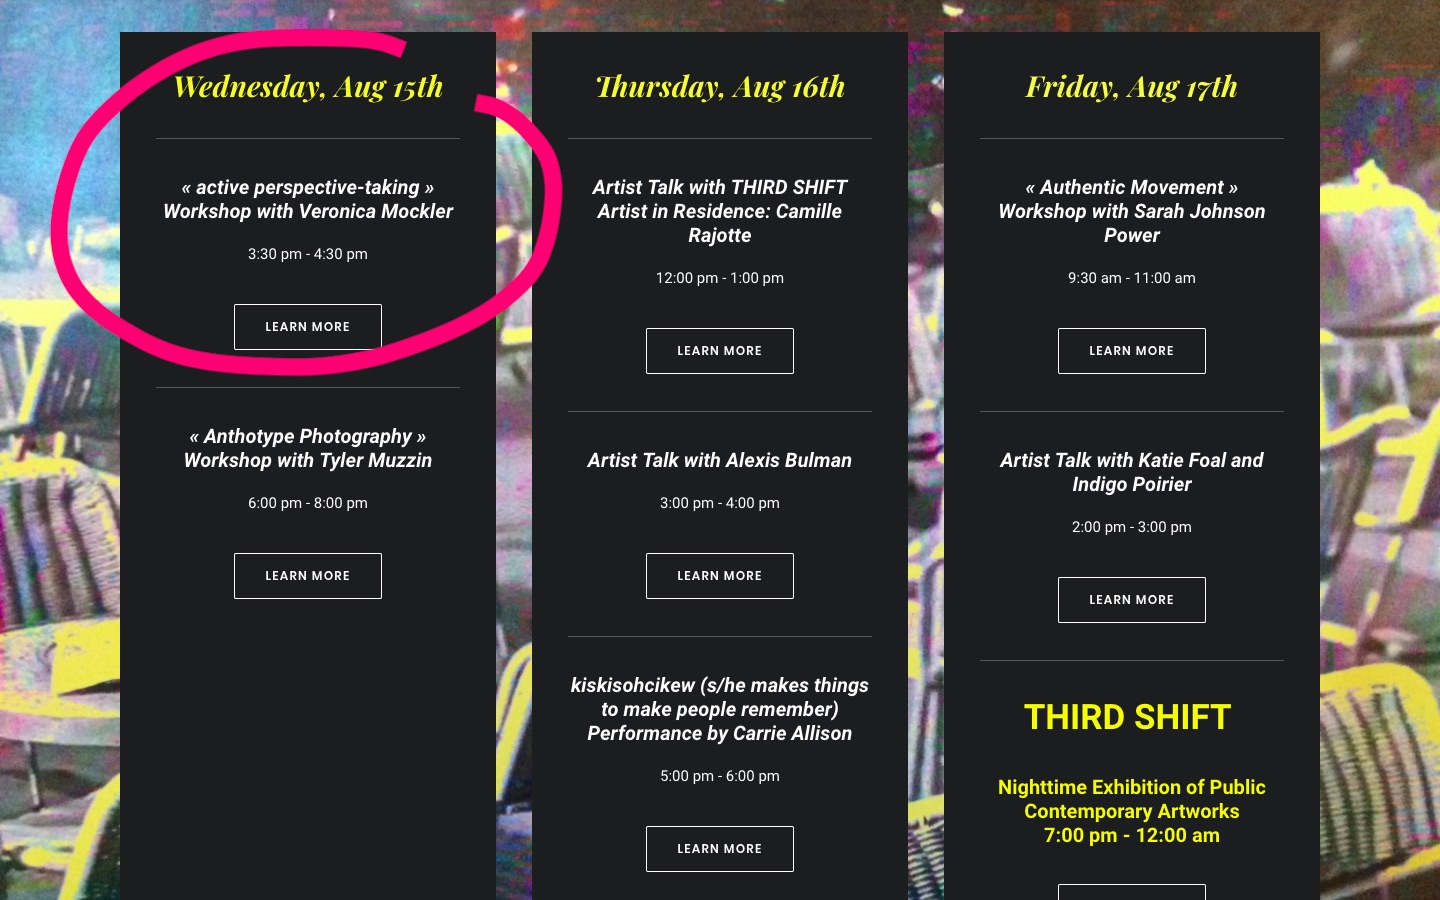 Wednesday, Aug 15th
« active perspective-taking »
Workshop with Veronica Mockler
3:30 pm - 4:30 pm
LEARN MORE
« Anthotype Photography »
Workshop with Tyler Muzzin
6:00 pm - 8:00 pm
LEARN MORE
Thursday, Aug 16th
Artist Talk with THIRD SHIFT
Artist in Residence: Camille
Rajotte
12:00 pm - 1:00 pm
LEARN MORE
Artist Talk with Alexis Bulman
3:00 pm - 4:00 pm
LEARN MORE
kiskisohcikew (s/he makes things
to make people remember)
Performance by Carrie Allison
5:00 pm - 6:00 pm
LEARN MORE
Friday, Aug 17th
« Authentic Movement »
Workshop with Sarah Johnson
Power
9:30 am - 11:00 am
LEARN MORE
Artist Talk with Katie Foal and
Indigo Poirier
2:00 pm - 3:00 pm
LEARN MORE
THIRD SHIFT
Nighttime Exhibition of Public
Contemporary Artworks
7:00 pm - 12:00 am